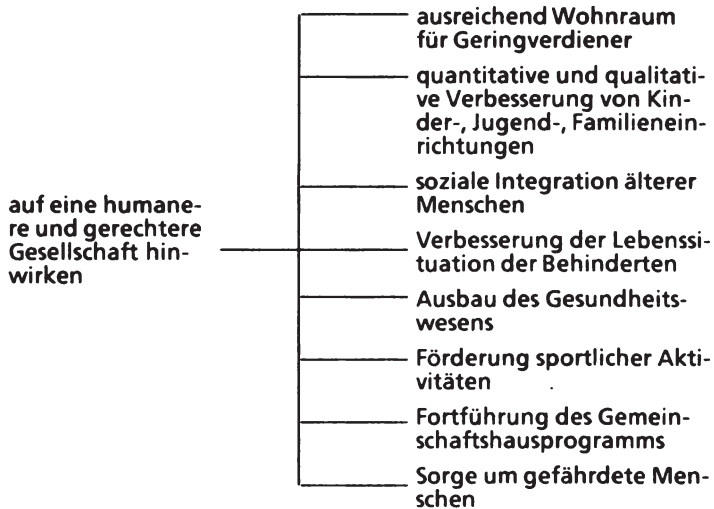 auf eine humane-
re und gerechtere
Gesellschaft hin-
wirken
ausreichend Wohnraum
für Geringverdiener
quantitative und qualitati-
ve Verbesserung von Kin-
der-, Jugend-, Familienein-
richtungen
soziale Integration älterer
Menschen
Verbesserung der Lebenssi-
tuation der Behinderten
Ausbau des Gesundheits-
wesens
Förderung sportlicher Akti-
vitäten
Fortführung des Gemein-
schaftshausprogramms
Sorge um gefährdete Men-
schen